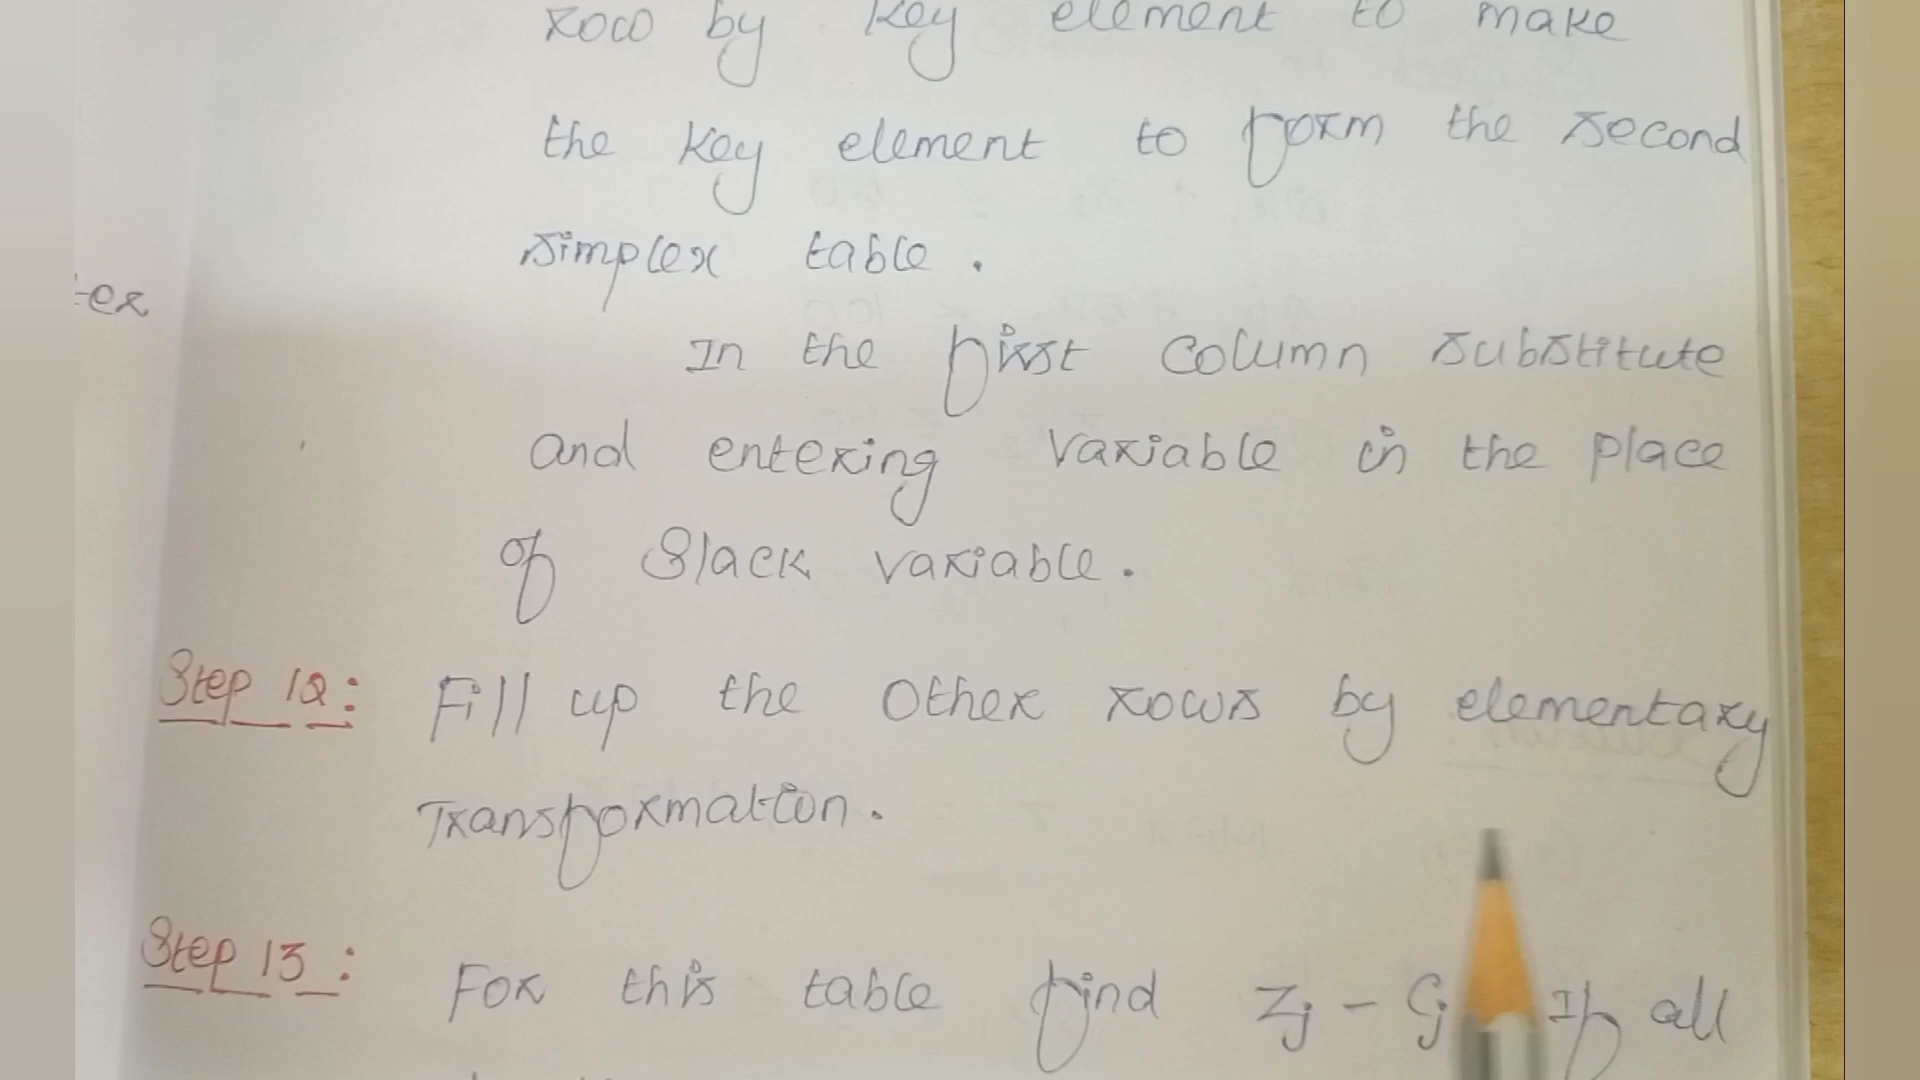 row by key element to make
the key element to form the second
simplex table.
In the first column substitute
and entering variable in the place
of Slack variable.
Step 12: Fill up the other rows by elementary
Transformation.
Step 13: For this table find Zj - Cj If all